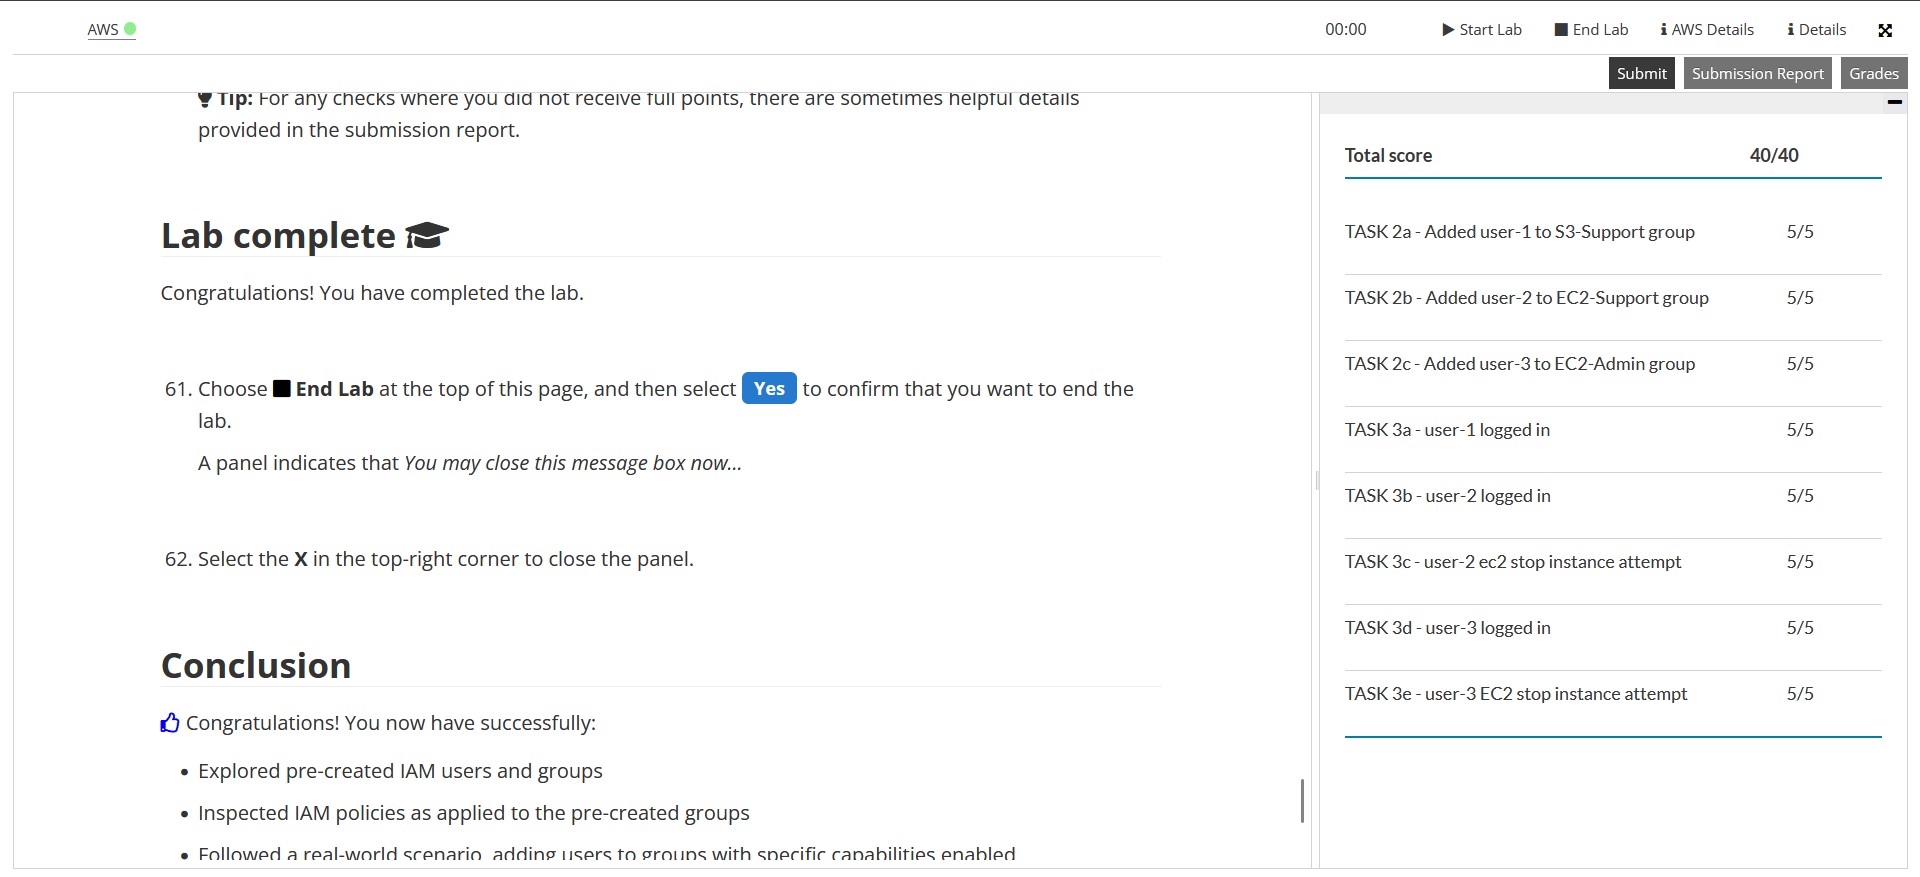 AWS
00:00
Start Lab
End Lab
AWS Details
Details
Submit
Submission Report
Grades
Tip: For any checks where you did not receive full points, there are sometimes helpful details
provided in the submission report.
Lab complete
Congratulations! You have completed the lab.
61. Choose End Lab at the top of this page, and then select Yes to confirm that you want to end the
lab.
A panel indicates that You may close this message box now...
62. Select the X in the top-right corner to close the panel.
Conclusion
Congratulations! You now have successfully:
• Explored pre-created IAM users and groups
• Inspected IAM policies as applied to the pre-created groups
• Followed a real-world scenario, adding users to groups with specific capabilities enabled
Total score 40/40
TASK 2a - Added user-1 to S3-Support group 5/5
TASK 2b - Added user-2 to EC2-Support group 5/5
TASK 2c - Added user-3 to EC2-Admin group 5/5
TASK 3a - user-1 logged in 5/5
TASK 3b - user-2 logged in 5/5
TASK 3c - user-2 ec2 stop instance attempt 5/5
TASK 3d - user-3 logged in 5/5
TASK 3e - user-3 EC2 stop instance attempt 5/5